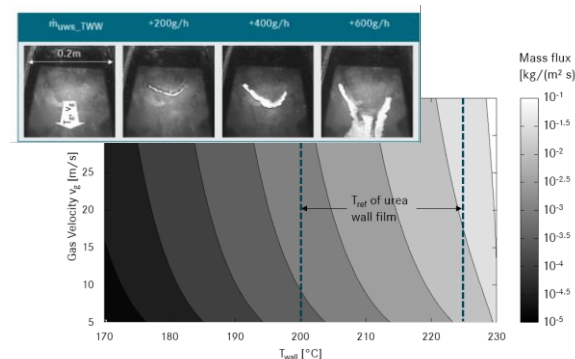 ṁuws_TWW +200g/h +400g/h +600g/h
0.2m
Tg, vg
Mass flux
[kg/(m² s)]
10⁻¹
10⁻¹·⁵
10⁻²
10⁻²·⁵
10⁻³
10⁻³·⁵
10⁻⁴
10⁻⁴·⁵
10⁻⁵
Gas Velocity vg [m/s]
25
20
15
10
5
Tref of urea
wall film
170 180 190 200 210 220 230
Twall [°C]